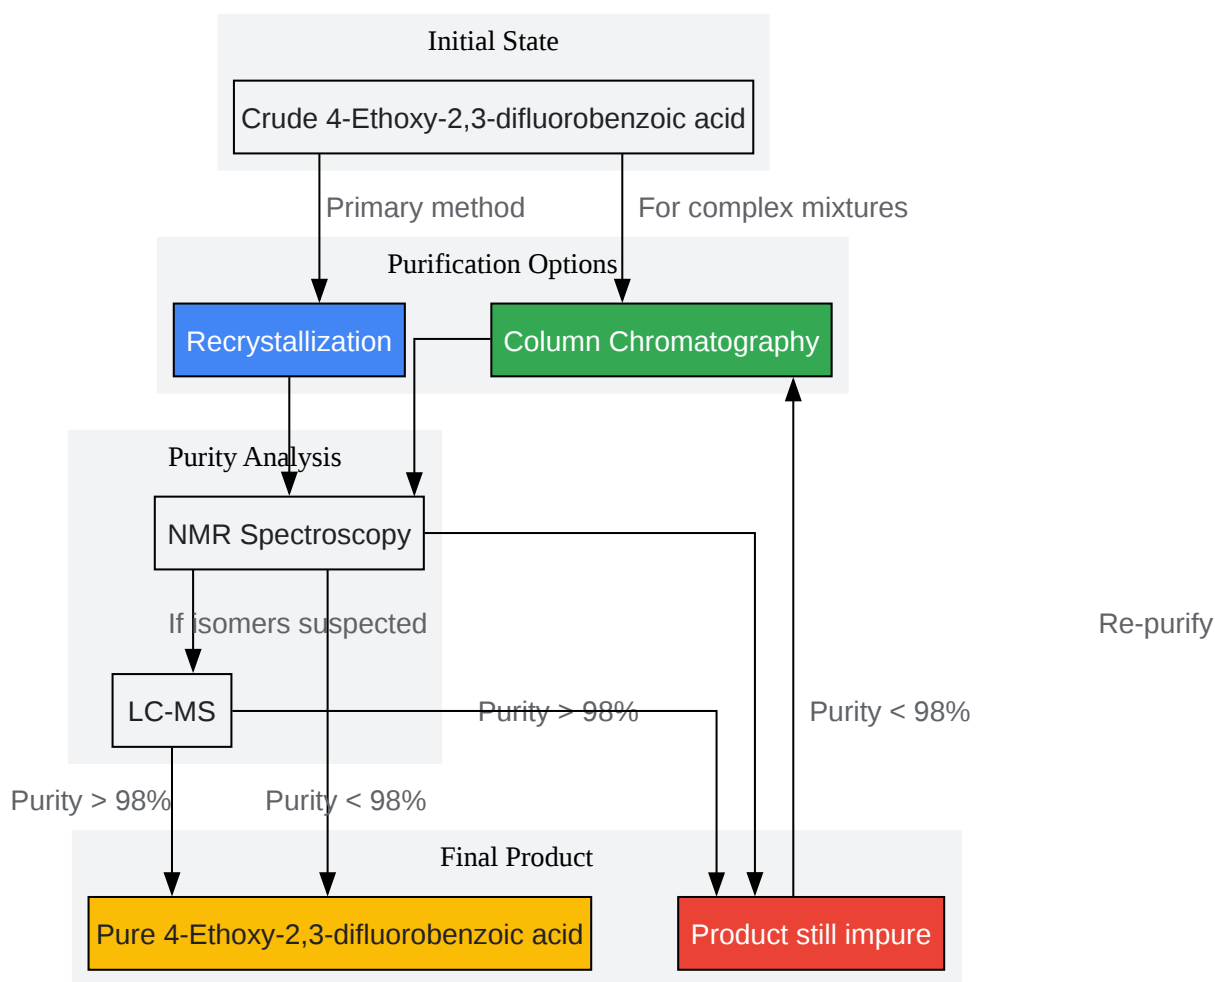 Initial State
Crude 4-Ethoxy-2,3-difluorobenzoic acid
Primary method
For complex mixtures
Purification Options
Recrystallization
Column Chromatography
Purity Analysis
NMR Spectroscopy
If isomers suspected
Re-purify
LC-MS
Purity > 98%
Purity < 98%
Purity > 98%
Purity < 98%
Final Product
Pure 4-Ethoxy-2,3-difluorobenzoic acid
Product still impure